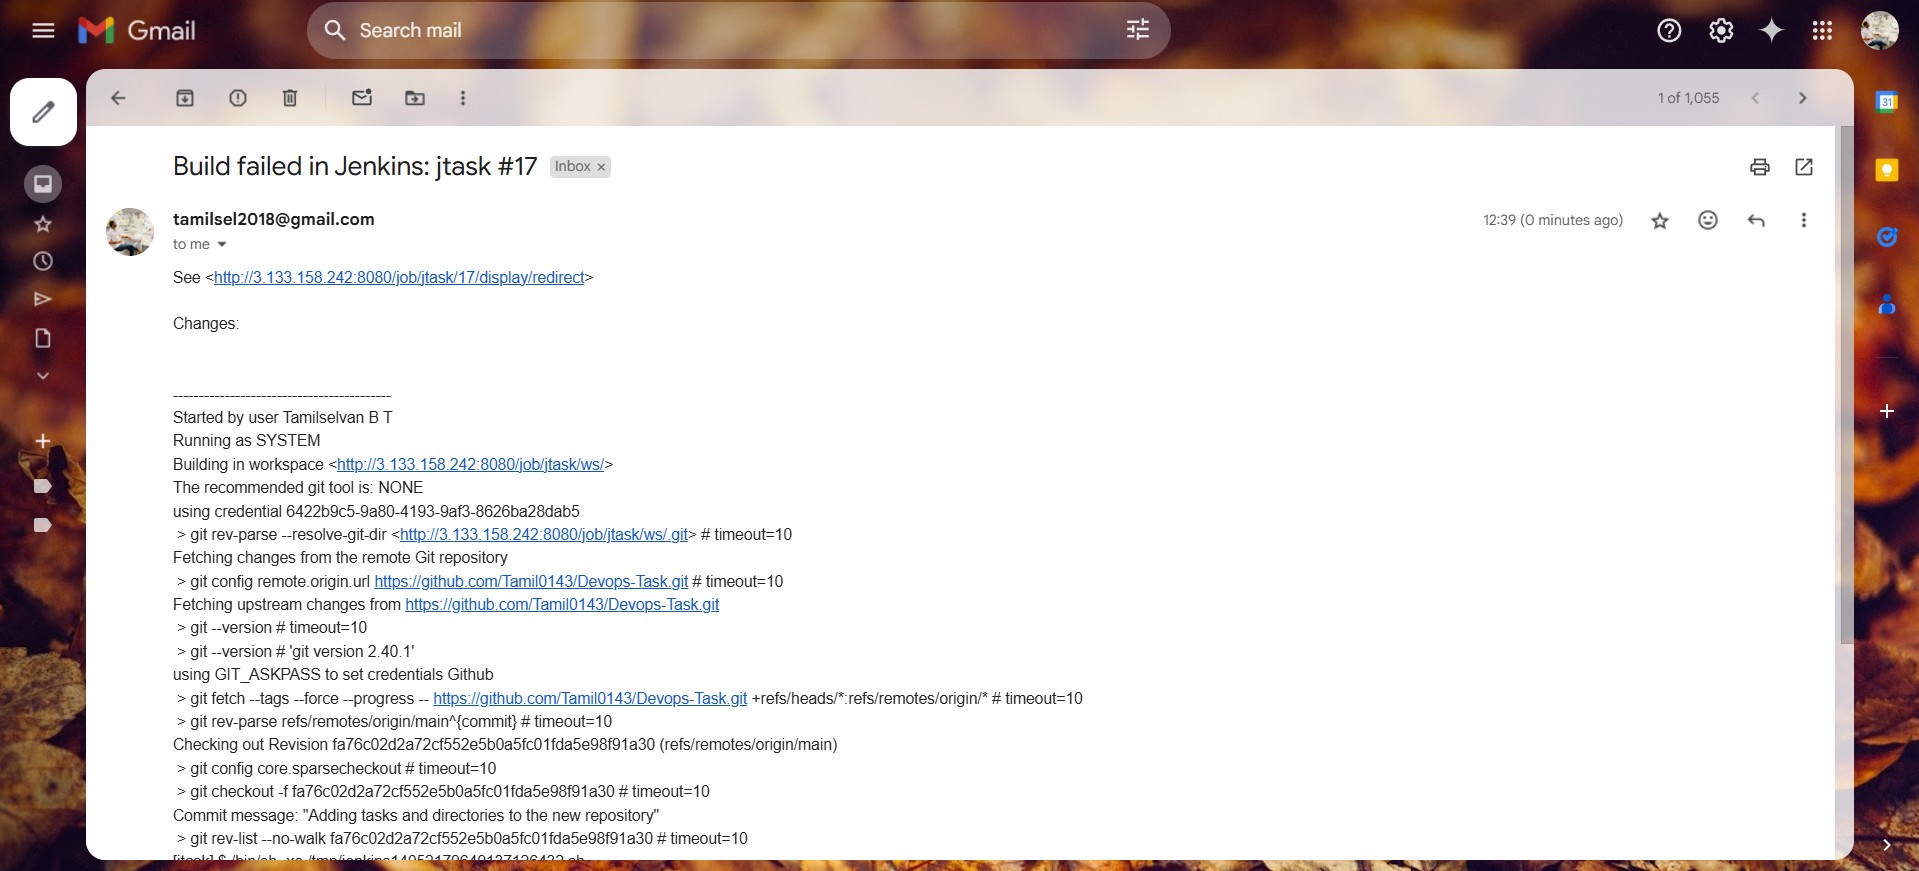 Gmail
Search mail
1 of 1,055
31
Build failed in Jenkins: jtask #17 Inbox ×
tamilsel2018@gmail.com
12:39 (0 minutes ago)
to me
See <http://3.133.158.242:8080/job/jtask/17/display/redirect>
Changes:
------------------------------------------
Started by user Tamilselvan B T
Running as SYSTEM
Building in workspace <http://3.133.158.242:8080/job/jtask/ws/>
The recommended git tool is: NONE
using credential 6422b9c5-9a80-4193-9af3-8626ba28dab5
> git rev-parse --resolve-git-dir <http://3.133.158.242:8080/job/jtask/ws/.git> # timeout=10
Fetching changes from the remote Git repository
> git config remote.origin.url https://github.com/Tamil0143/Devops-Task.git # timeout=10
Fetching upstream changes from https://github.com/Tamil0143/Devops-Task.git
> git --version # timeout=10
> git --version # 'git version 2.40.1'
using GIT_ASKPASS to set credentials Github
> git fetch --tags --force --progress -- https://github.com/Tamil0143/Devops-Task.git +refs/heads/*:refs/remotes/origin/* # timeout=10
> git rev-parse refs/remotes/origin/main^{commit} # timeout=10
Checking out Revision fa76c02d2a72cf552e5b0a5fc01fda5e98f91a30 (refs/remotes/origin/main)
> git config core.sparsecheckout # timeout=10
> git checkout -f fa76c02d2a72cf552e5b0a5fc01fda5e98f91a30 # timeout=10
Commit message: "Adding tasks and directories to the new repository"
> git rev-list --no-walk fa76c02d2a72cf552e5b0a5fc01fda5e98f91a30 # timeout=10
[jtask] $ /bin/sh -xe